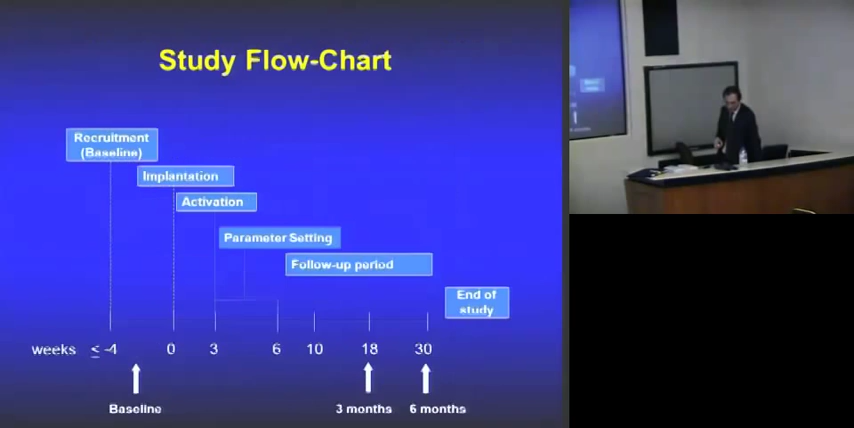 Study Flow-Chart
Recruitment
(Baseline)
Implantation
Activation
Parameter Setting
Follow-up period
End of
study
weeks ≤ -4 0 3 6 10 18 30
Baseline 3 months 6 months